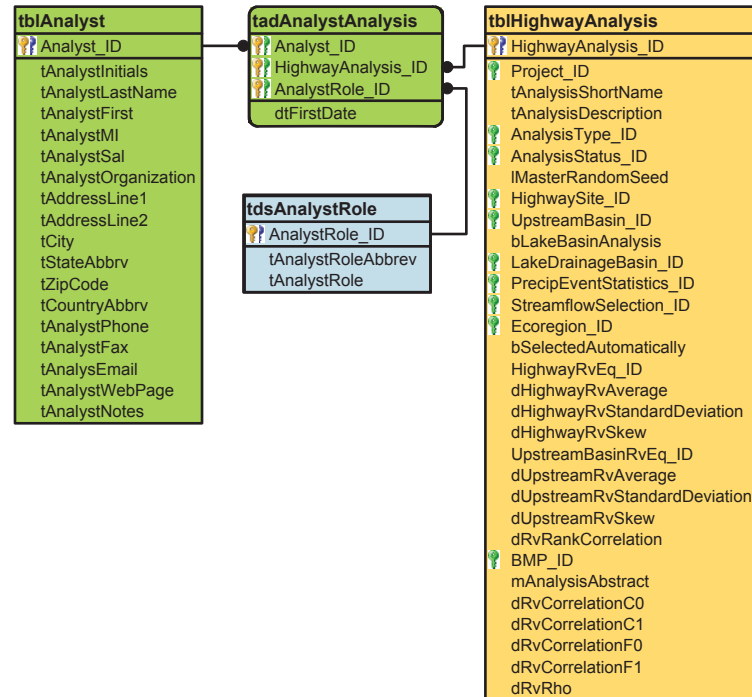 tblAnalyst
Analyst_ID
tAnalystInitials
tAnalystLastName
tAnalystFirst
tAnalystMI
tAnalystSal
tAnalystOrganization
tAddressLine1
tAddressLine2
tCity
tStateAbbrv
tZipCode
tCountryAbbrv
tAnalystPhone
tAnalystFax
tAnalysEmail
tAnalystWebPage
tAnalystNotes
tadAnalystAnalysis
Analyst_ID
HighwayAnalysis_ID
AnalystRole_ID
dtFirstDate
tdsAnalystRole
AnalystRole_ID
tAnalystRoleAbbrev
tAnalystRole
tblHighwayAnalysis
HighwayAnalysis_ID
Project_ID
tAnalysisShortName
tAnalysisDescription
AnalysisType_ID
AnalysisStatus_ID
lMasterRandomSeed
HighwaySite_ID
UpstreamBasin_ID
bLakeBasinAnalysis
LakeDrainageBasin_ID
PrecipEventStatistics_ID
StreamflowSelection_ID
Ecoregion_ID
bSelectedAutomatically
HighwayRvEq_ID
dHighwayRvAverage
dHighwayRvStandardDeviation
dHighwayRvSkew
UpstreamBasinRvEq_ID
dUpstreamRvAverage
dUpstreamRvStandardDeviation
dUpstreamRvSkew
dRvRankCorrelation
BMP_ID
mAnalysisAbstract
dRvCorrelationC0
dRvCorrelationC1
dRvCorrelationF0
dRvCorrelationF1
dRvRho